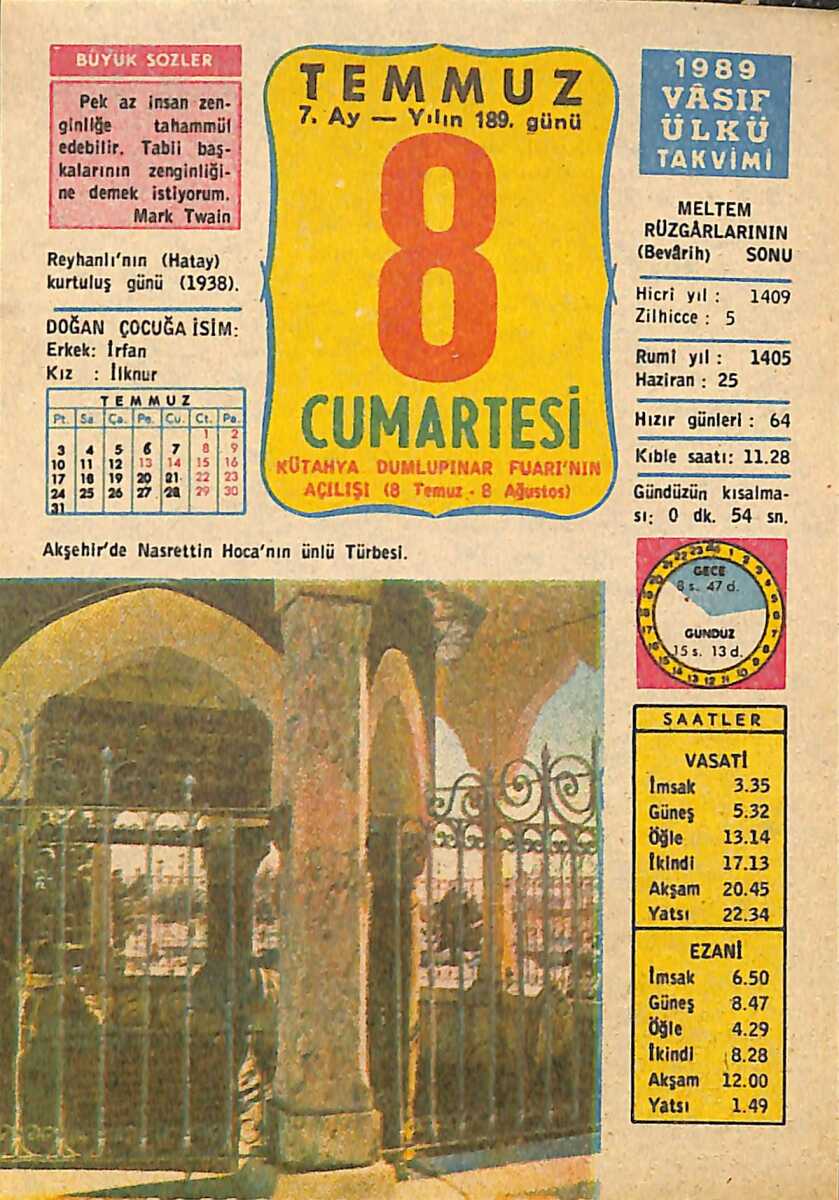 BÜYÜK SÖZLER
Pek az insan zen-
ginliğe tahammül
edebilir. Tabii baş-
kalarının zenginliği-
ne demek istiyorum.
Mark Twain
Reyhanlı'nın (Hatay)
kurtuluş günü (1938).
DOĞAN ÇOCUĞA İSİM:
Erkek: İrfan
Kız : İlknur
TEMMUZ
Pt. Sa. Ça. Pe. Cu. Ct. Pa.
1 2
3 4 5 6 7 8 9
10 11 12 13 14 15 16
17 18 19 20 21 22 23
24 25 26 27 28 29 30
31
TEMMUZ
7. Ay — Yılın 189. günü
8
CUMARTESİ
KÜTAHYA DUMLUPINAR FUARI'NIN
AÇILIŞI (8 Temuz - 8 Ağustos)
1989
VÂSIF
ÜLKÜ
TAKVİMİ
MELTEM
RÜZGÂRLARININ
(Bevârih) SONU
Hicri yıl : 1409
Zilhicce : 5
Rumî yıl : 1405
Haziran : 25
Hızır günleri : 64
Kıble saatı: 11.28
Gündüzün kısalma-
sı: 0 dk. 54 sn.
GECE
8 s. 47 d.
GÜNDÜZ
15 s. 13 d.
SAATLER
VASATİ
İmsak 3.35
Güneş 5.32
Öğle 13.14
İkindi 17.13
Akşam 20.45
Yatsı 22.34
EZANİ
İmsak 6.50
Güneş 8.47
Öğle 4.29
İkindi 8.28
Akşam 12.00
Yatsı 1.49
Akşehir'de Nasrettin Hoca'nın ünlü Türbesi.